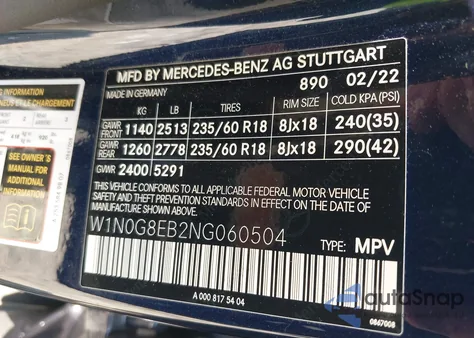 MFD BY MERCEDES-BENZ AG STUTTGART
MADE IN GERMANY 890 02/22
KG LB TIRES RIMS COLD KPA (PSI)
GAWR FRONT 1140 2513 235/60 R18 8Jx18 240(35)
GAWR REAR 1260 2778 235/60 R18 8Jx18 290(42)
GVWR 2400 5291
THIS VEHICLE CONFORMS TO ALL APPLICABLE FEDERAL MOTOR VEHICLE
SAFETY AND THEFT PREVENTION STANDARDS IN EFFECT ON THE DATE
OF MANUFACTURE SHOWN ABOVE.
W1N0G8EB2NG060504 TYPE: MPV
A 000 817 54 04
0847008
INFORMATION
SEE OWNER'S
MANUAL FOR
ADDITIONAL
INFORMATION
autoSnap